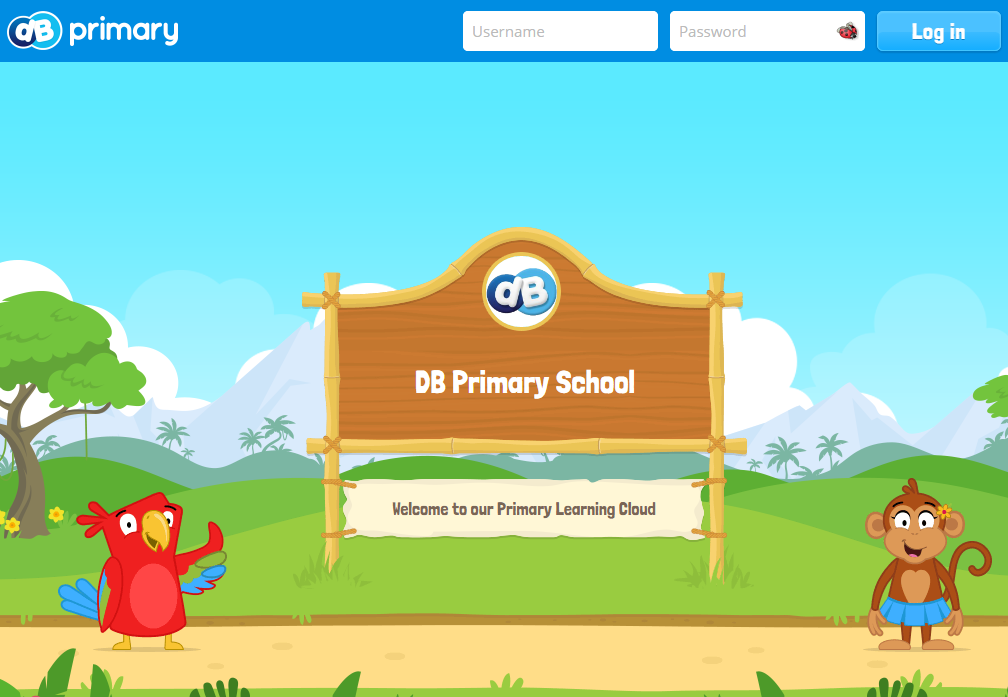 dB primary
Username
Password
Log in
dB
DB Primary School
Welcome to our Primary Learning Cloud